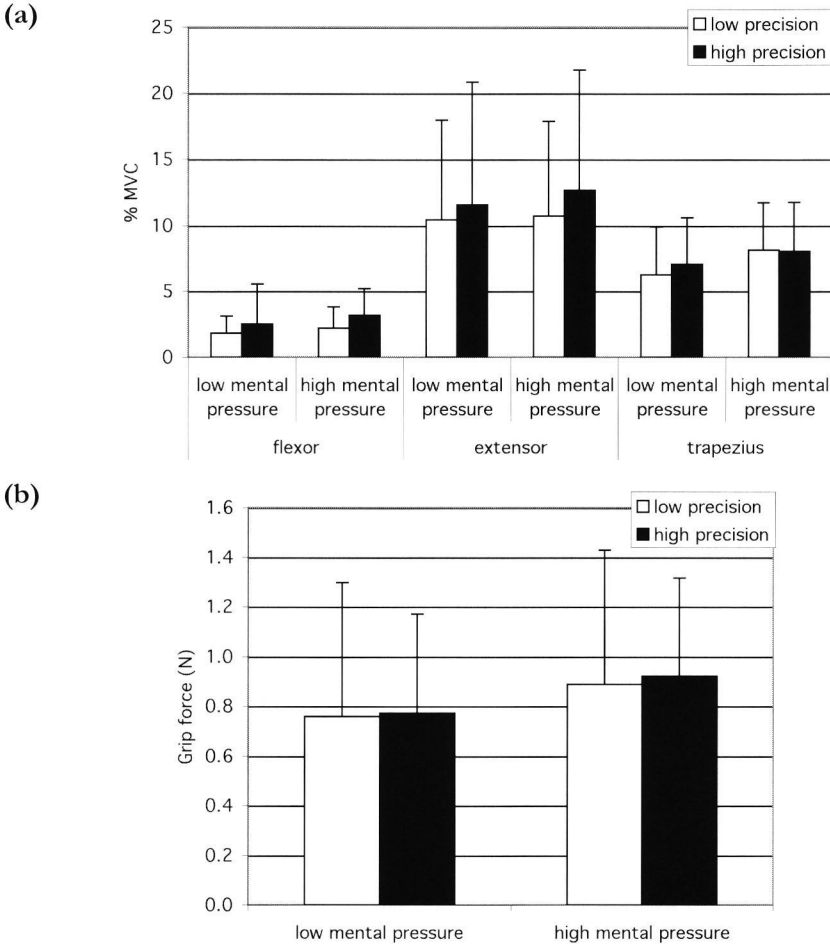 (a)
low precision
high precision
25
20
15
10
5
0
% MVC
low mental pressure
high mental pressure
low mental pressure
high mental pressure
low mental pressure
high mental pressure
flexor
extensor
trapezius
(b)
low precision
high precision
1.6
1.4
1.2
1.0
0.8
0.6
0.4
0.2
0.0
Grip force (N)
low mental pressure
high mental pressure